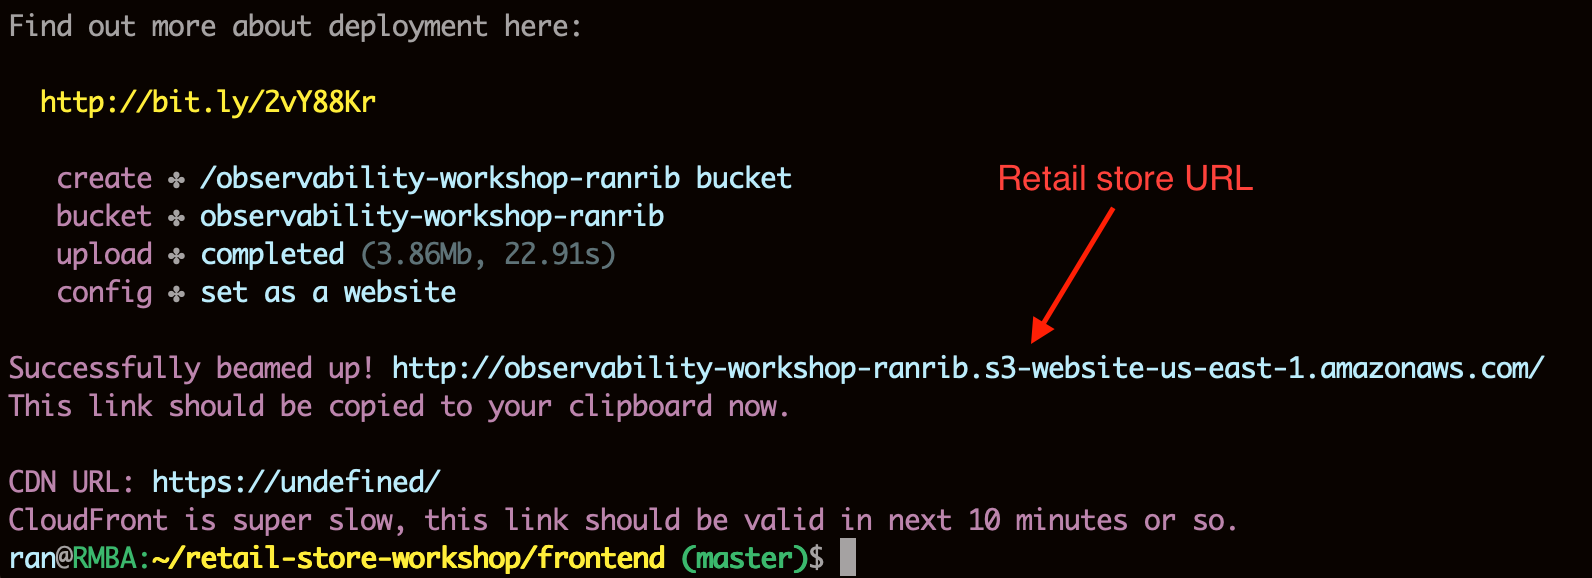 Find out more about deployment here:
http://bit.ly/2vY88Kr
create ✤ /observability-workshop-ranrib bucket
Retail store URL
bucket ✤ observability-workshop-ranrib
upload ✤ completed (3.86Mb, 22.91s)
config ✤ set as a website
Successfully beamed up! http://observability-workshop-ranrib.s3-website-us-east-1.amazonaws.com/
This link should be copied to your clipboard now.
CDN URL: https://undefined/
CloudFront is super slow, this link should be valid in next 10 minutes or so.
ran@RMBA:~/retail-store-workshop/frontend (master)$